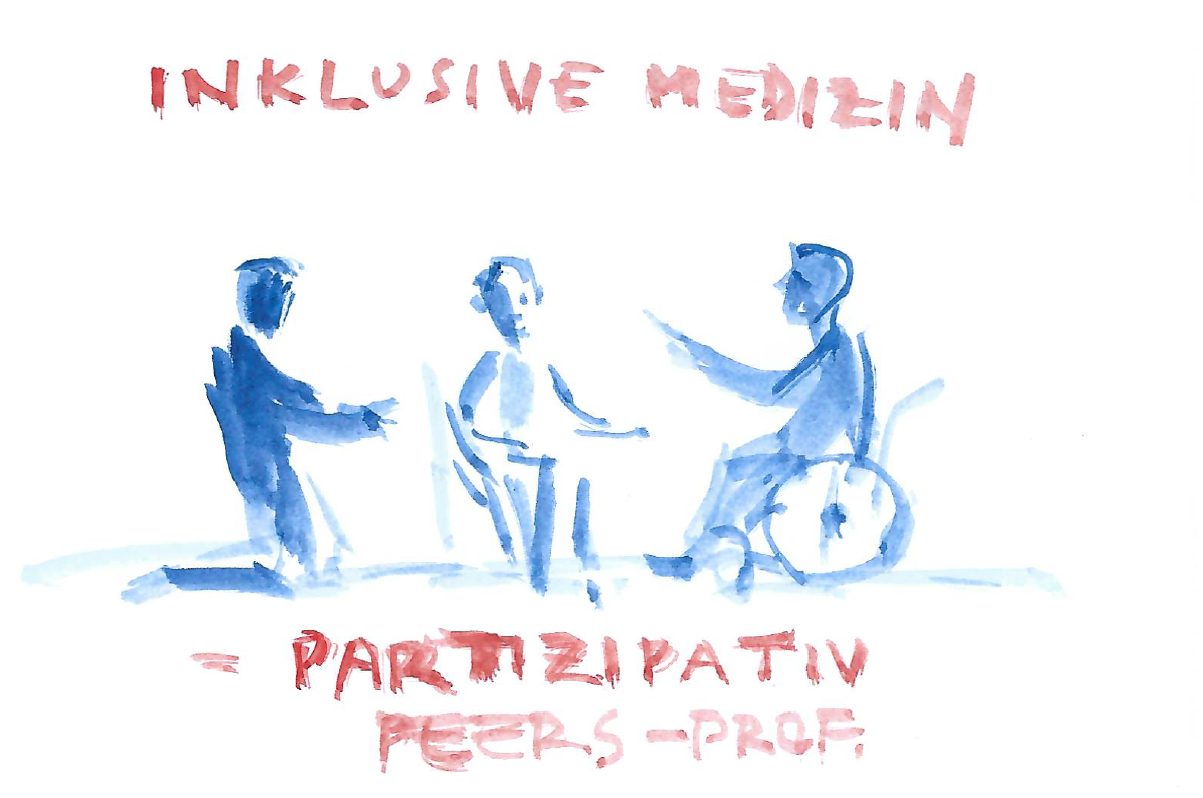 INKLUSIVE MEDIZIN
= PARTIZIPATIV
PEERS-PROF.